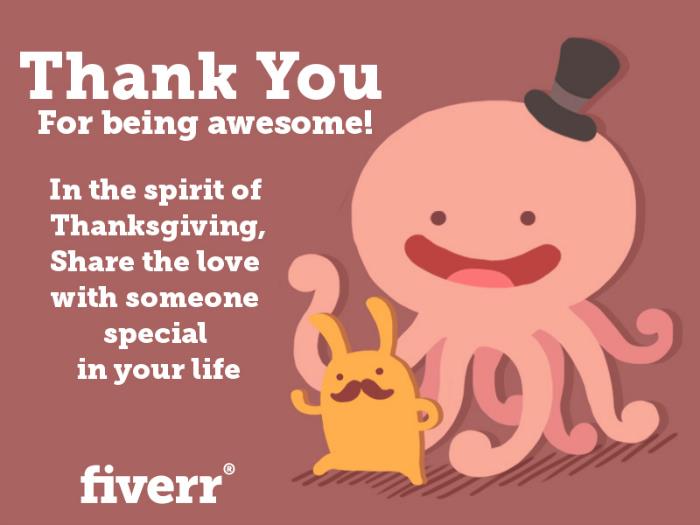 Thank You
For being awesome!
In the spirit of
Thanksgiving,
Share the love
with someone
special
in your life
fiverr®